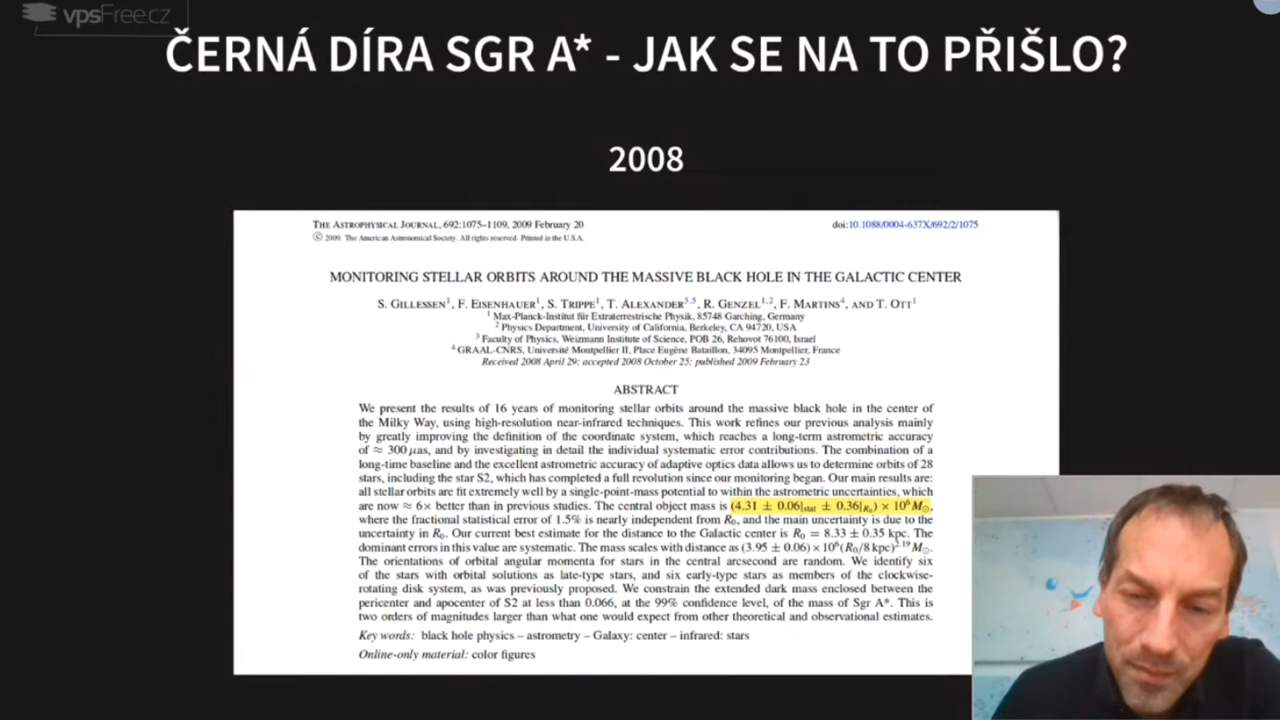 vpsFree.cz
ČERNÁ DÍRA SGR A* - JAK SE NA TO PŘIŠLO?
2008
THE ASTROPHYSICAL JOURNAL, 692:1075–1109, 2009 February 20
doi:10.1088/0004-637X/692/2/1075
© 2009. The American Astronomical Society. All rights reserved. Printed in the U.S.A.
MONITORING STELLAR ORBITS AROUND THE MASSIVE BLACK HOLE IN THE GALACTIC CENTER
S. GILLESSEN¹, F. EISENHAUER¹, S. TRIPPE¹, T. ALEXANDER³,⁵, R. GENZEL¹,², F. MARTINS⁴, AND T. OTT¹
¹ Max-Planck-Institut für Extraterrestrische Physik, 85748 Garching, Germany
² Physics Department, University of California, Berkeley, CA 94720, USA
³ Faculty of Physics, Weizmann Institute of Science, POB 26, Rehovot 76100, Israel
⁴ GRAAL-CNRS, Université Montpellier II, Place Eugène Bataillon, 34095 Montpellier, France
Received 2008 April 29; accepted 2008 October 25; published 2009 February 23
ABSTRACT
We present the results of 16 years of monitoring stellar orbits around the massive black hole in the center of
the Milky Way, using high-resolution near-infrared techniques. This work refines our previous analysis mainly
by greatly improving the definition of the coordinate system, which reaches a long-term astrometric accuracy
of ≈ 300 μas, and by investigating in detail the individual systematic error contributions. The combination of a
long-time baseline and the excellent astrometric accuracy of adaptive optics data allows us to determine orbits of 28
stars, including the star S2, which has completed a full revolution since our monitoring began. Our main results are:
all stellar orbits are fit extremely well by a single-point-mass potential to within the astrometric uncertainties, which
are now ≈ 6× better than in previous studies. The central object mass is (4.31 ± 0.06|stat ± 0.36|R₀) × 10⁶ M⊙,
where the fractional statistical error of 1.5% is nearly independent from R₀, and the main uncertainty is due to the
uncertainty in R₀. Our current best estimate for the distance to the Galactic center is R₀ = 8.33 ± 0.35 kpc. The
dominant errors in this value are systematic. The mass scales with distance as (3.95 ± 0.06) × 10⁶(R₀/8 kpc)²·¹⁹ M⊙.
The orientations of orbital angular momenta for stars in the central arcsecond are random. We identify six
of the stars with orbital solutions as late-type stars, and six early-type stars as members of the clockwise-
rotating disk system, as was previously proposed. We constrain the extended dark mass enclosed between the
pericenter and apocenter of S2 at less than 0.066, at the 99% confidence level, of the mass of Sgr A*. This is
two orders of magnitudes larger than what one would expect from other theoretical and observational estimates.
Key words: black hole physics – astrometry – Galaxy: center – infrared: stars
Online-only material: color figures